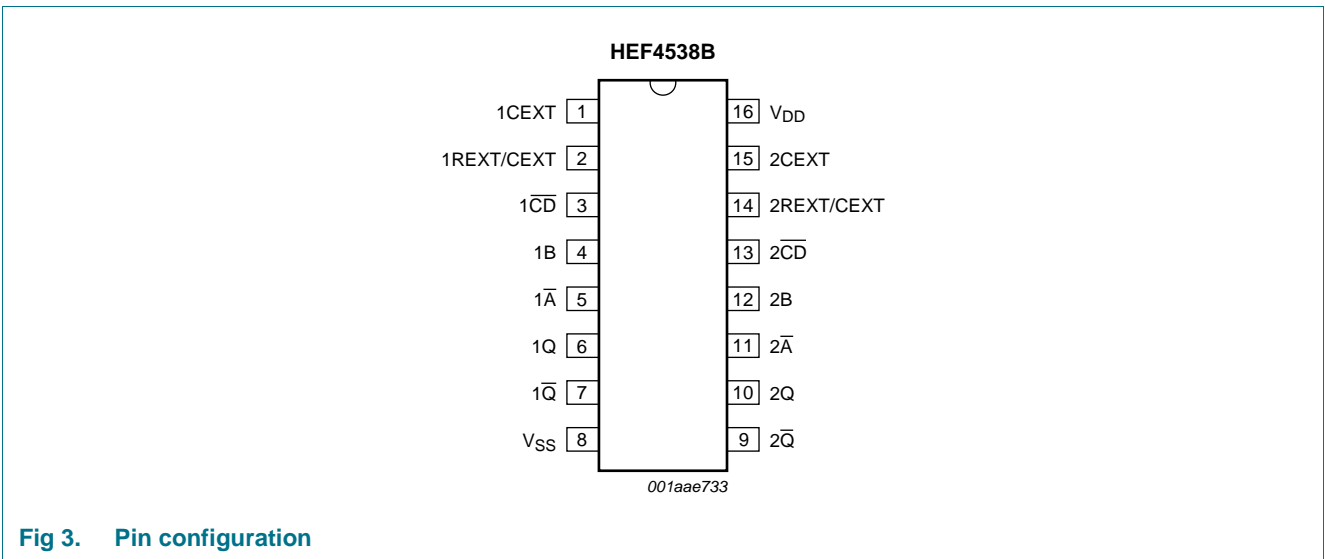 HEF4538B
1CEXT 1 16 VDD
1REXT/CEXT 2 15 2CEXT
1C̅D̅ 3 14 2REXT/CEXT
1B 4 13 2C̅D̅
1A̅ 5 12 2B
1Q 6 11 2A̅
1Q̅ 7 10 2Q
VSS 8 9 2Q̅
001aae733
Fig 3. Pin configuration